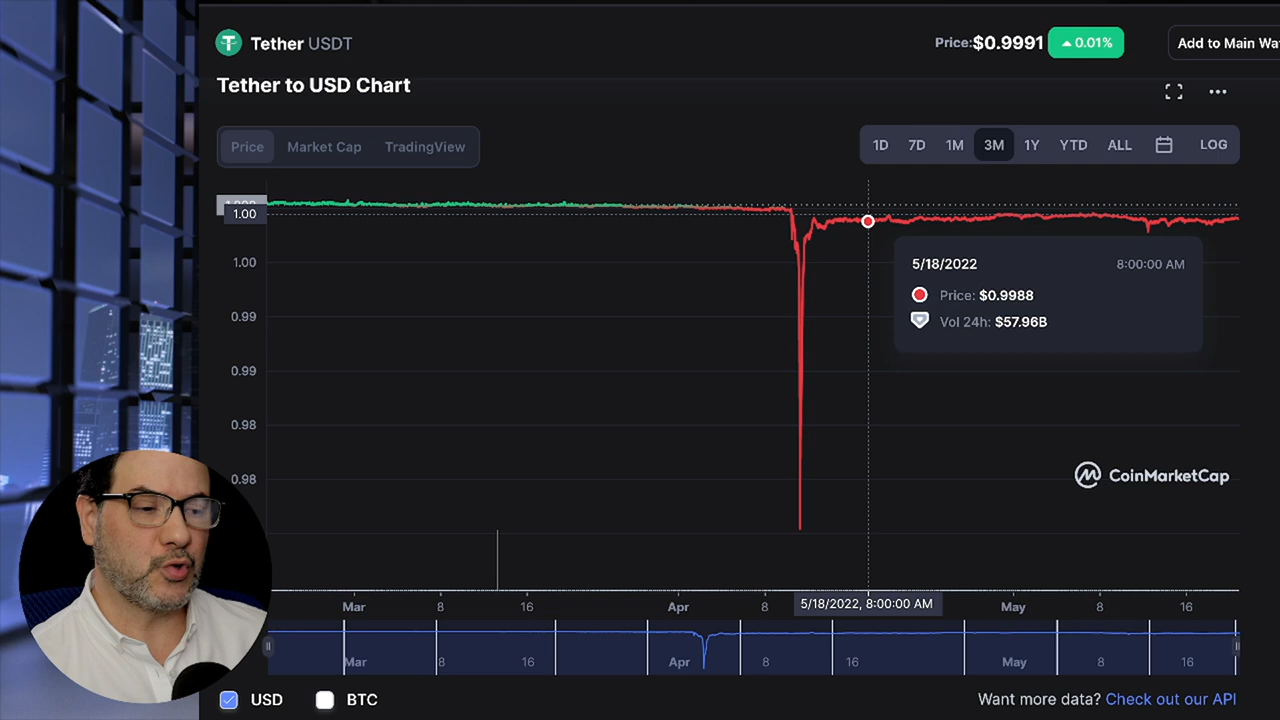 Tether USDT
Price:$0.9991 0.01%
Add to Main Wa
Tether to USD Chart
Price Market Cap TradingView
1D 7D 1M 3M 1Y YTD ALL LOG
1.00
1.00
0.99
0.99
0.98
0.98
5/18/2022 8:00:00 AM
Price: $0.9988
Vol 24h: $57.96B
CoinMarketCap
Mar 8 16 Apr 8 5/18/2022, 8:00:00 AM May 8 16
Mar 8 16 Apr 8 16 May 8 16
USD BTC
Want more data? Check out our API